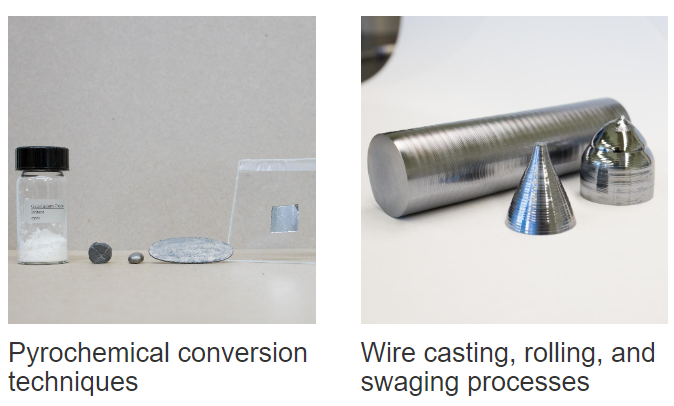 Pyrochemical conversion
techniques
Wire casting, rolling, and
swaging processes